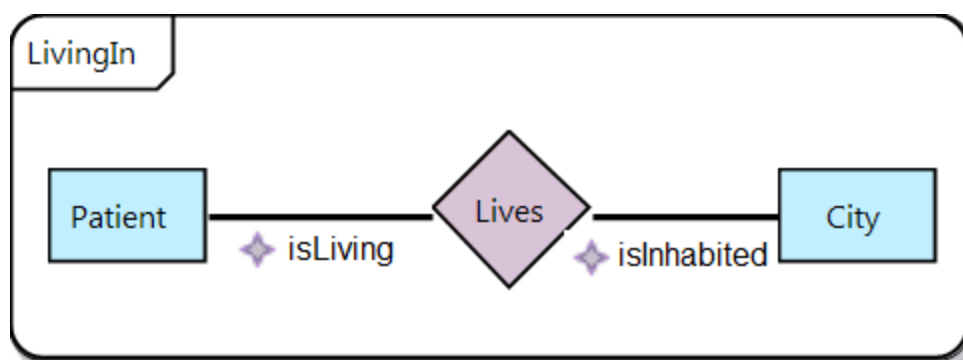 LivingIn
Patient
Lives
City
isLiving
isInhabited